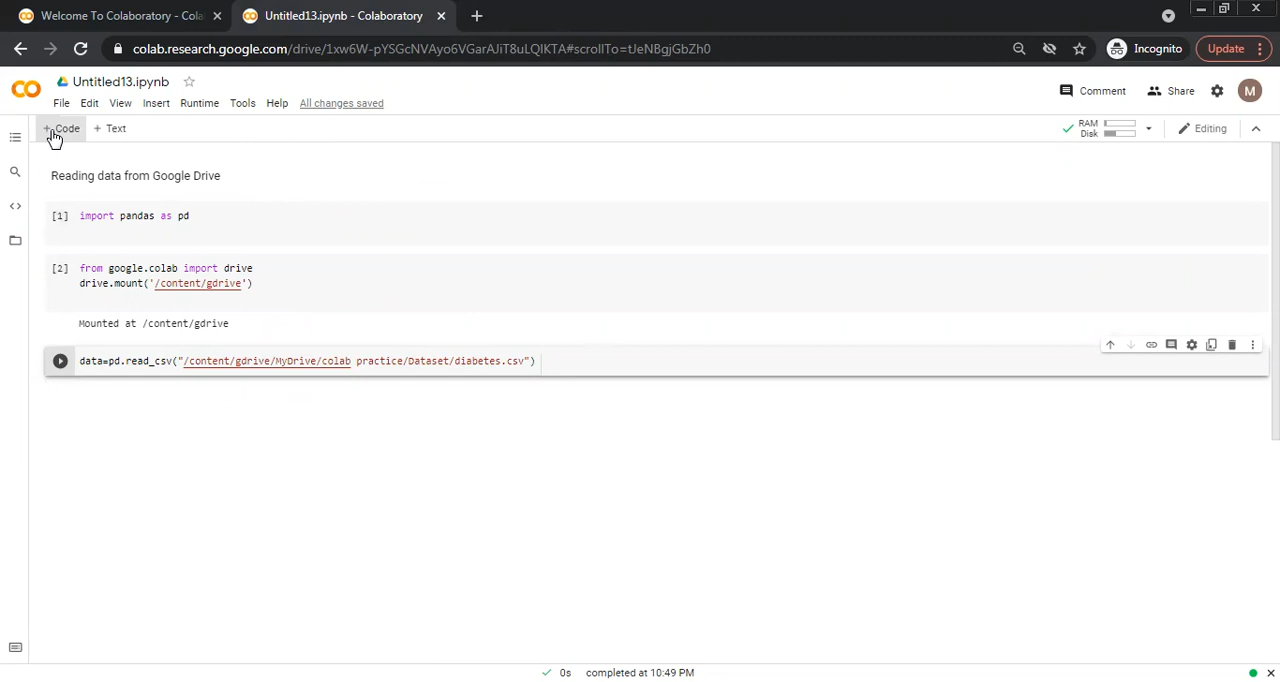 Welcome To Colaboratory - Cola
Untitled13.ipynb - Colaboratory
colab.research.google.com/drive/1xw6W-pYSGcNVAyo6VGarAJiT8uLQIKTA#scrollTo=tJeNBgjGbZh0
Incognito
Update
Untitled13.ipynb
File Edit View Insert Runtime Tools Help All changes saved
Comment
Share
M
+ Code + Text
RAM
Disk
Editing
Reading data from Google Drive
[1] import pandas as pd
[2] from google.colab import drive
drive.mount('/content/gdrive')
Mounted at /content/gdrive
data=pd.read_csv("/content/gdrive/MyDrive/colab practice/Dataset/diabetes.csv")
0s completed at 10:49 PM